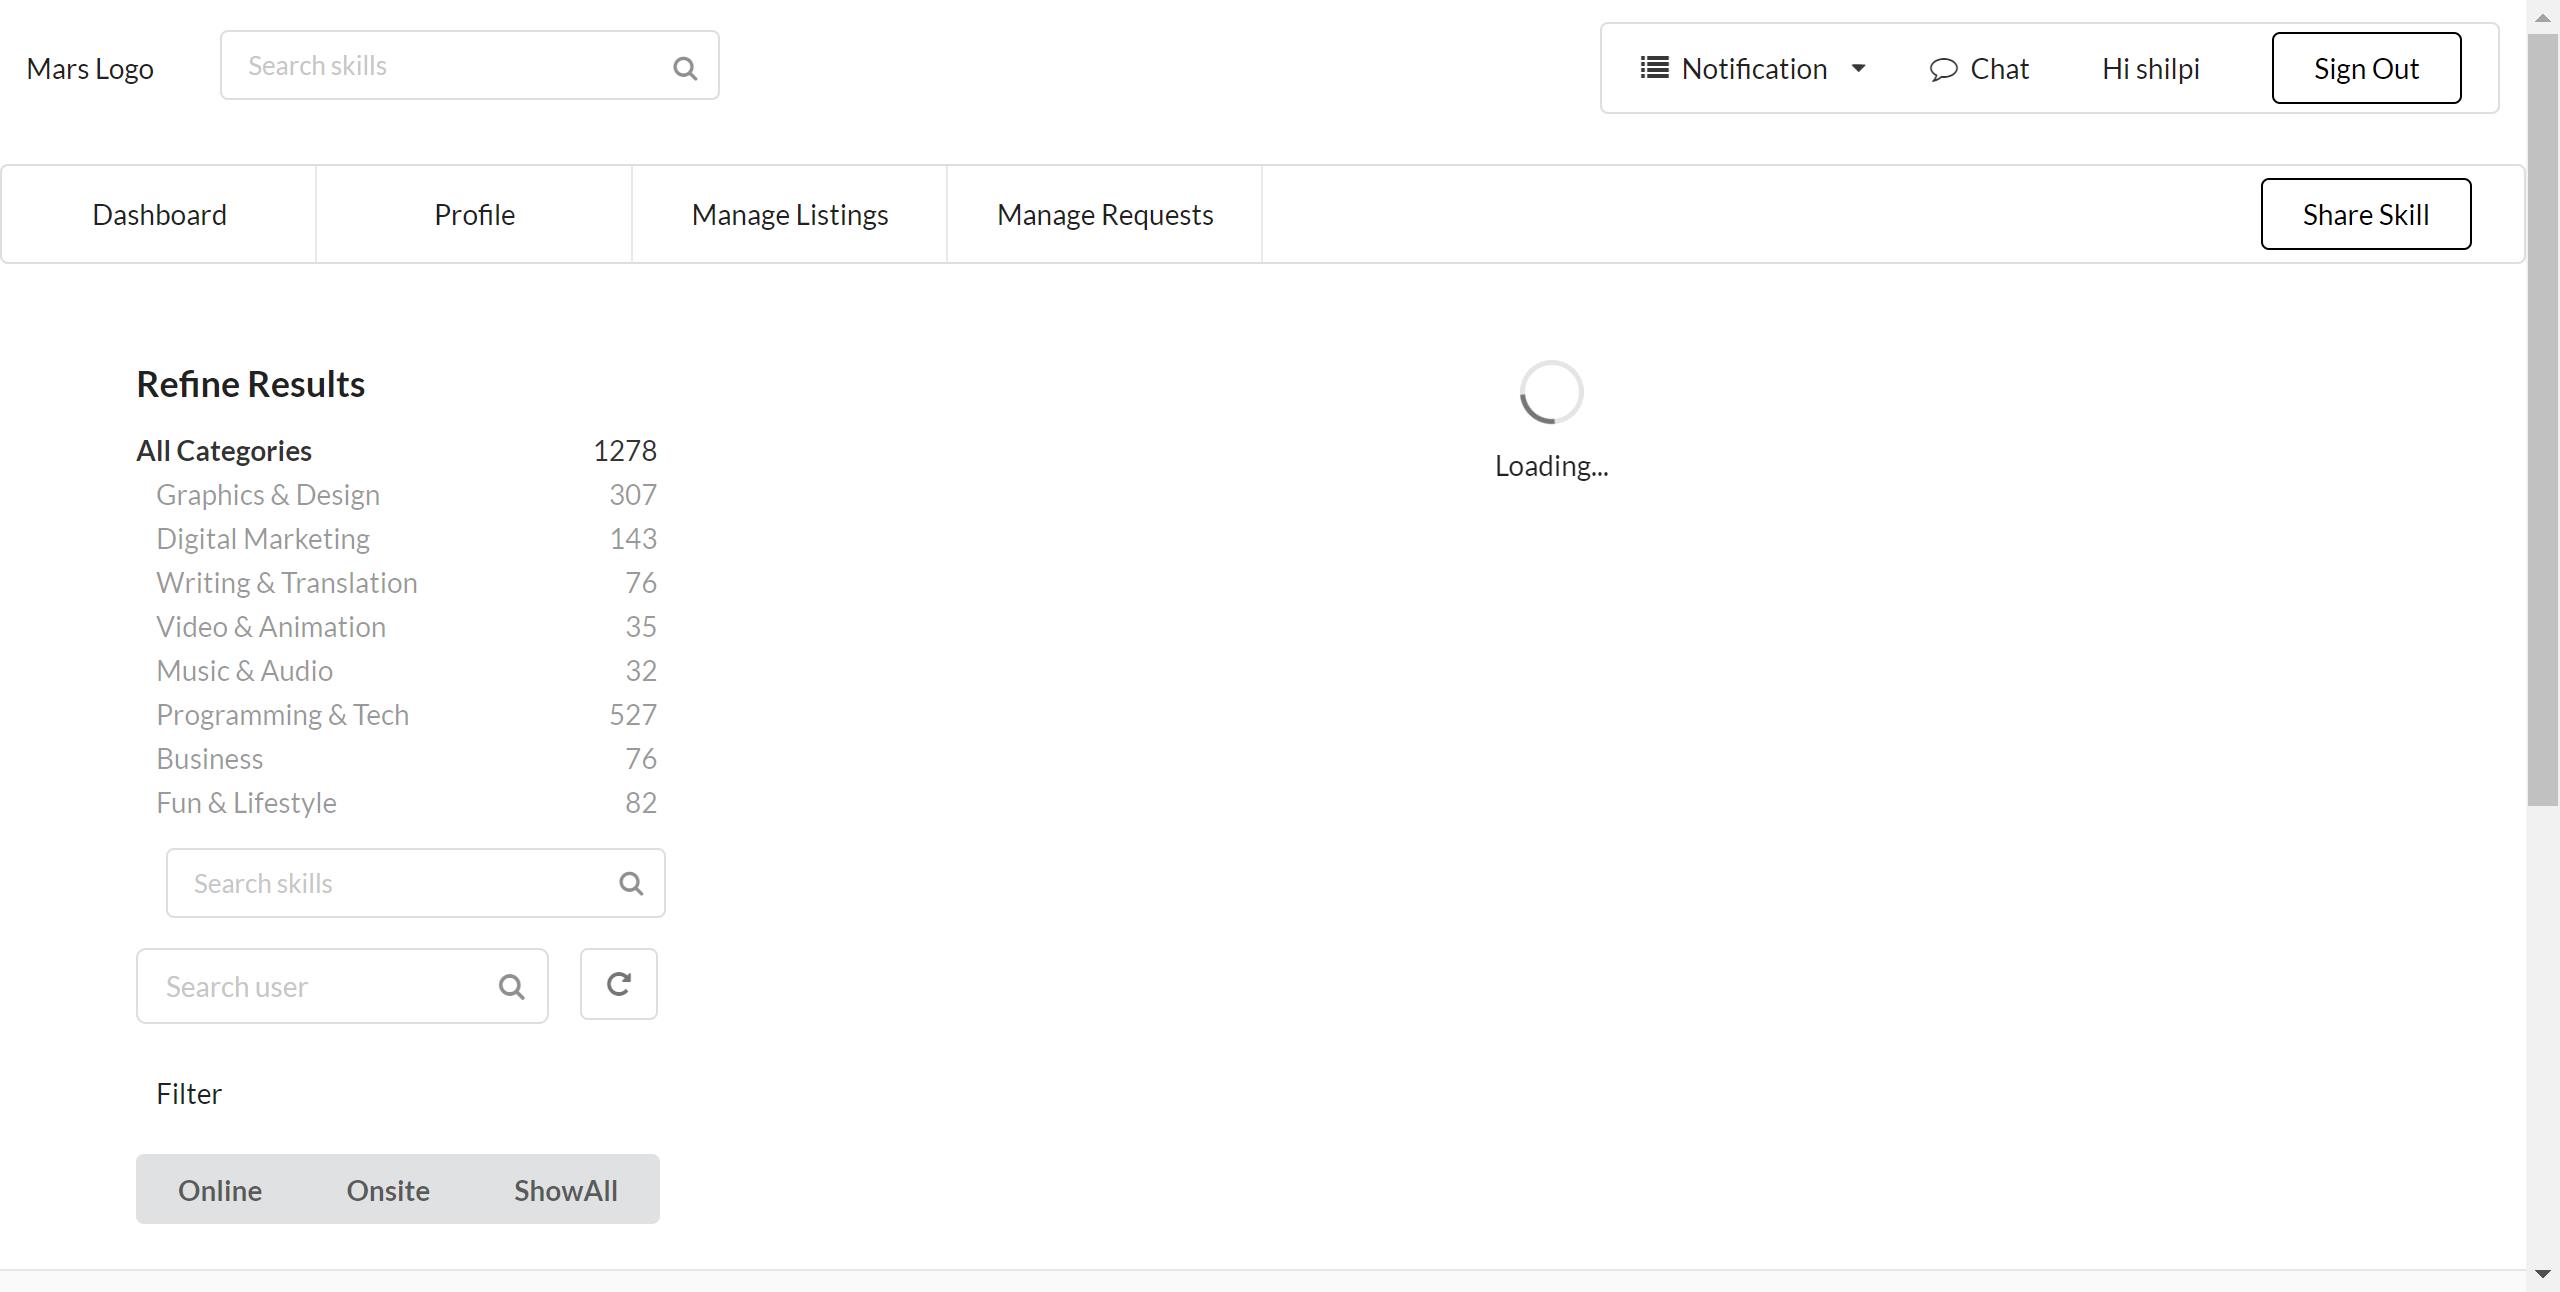 Mars Logo
Search skills
Notification
Chat
Hi shilpi
Sign Out
Dashboard
Profile
Manage Listings
Manage Requests
Share Skill
Refine Results
All Categories 1278
Graphics & Design 307
Digital Marketing 143
Writing & Translation 76
Video & Animation 35
Music & Audio 32
Programming & Tech 527
Business 76
Fun & Lifestyle 82
Search skills
Search user
Filter
Online Onsite ShowAll
Loading...